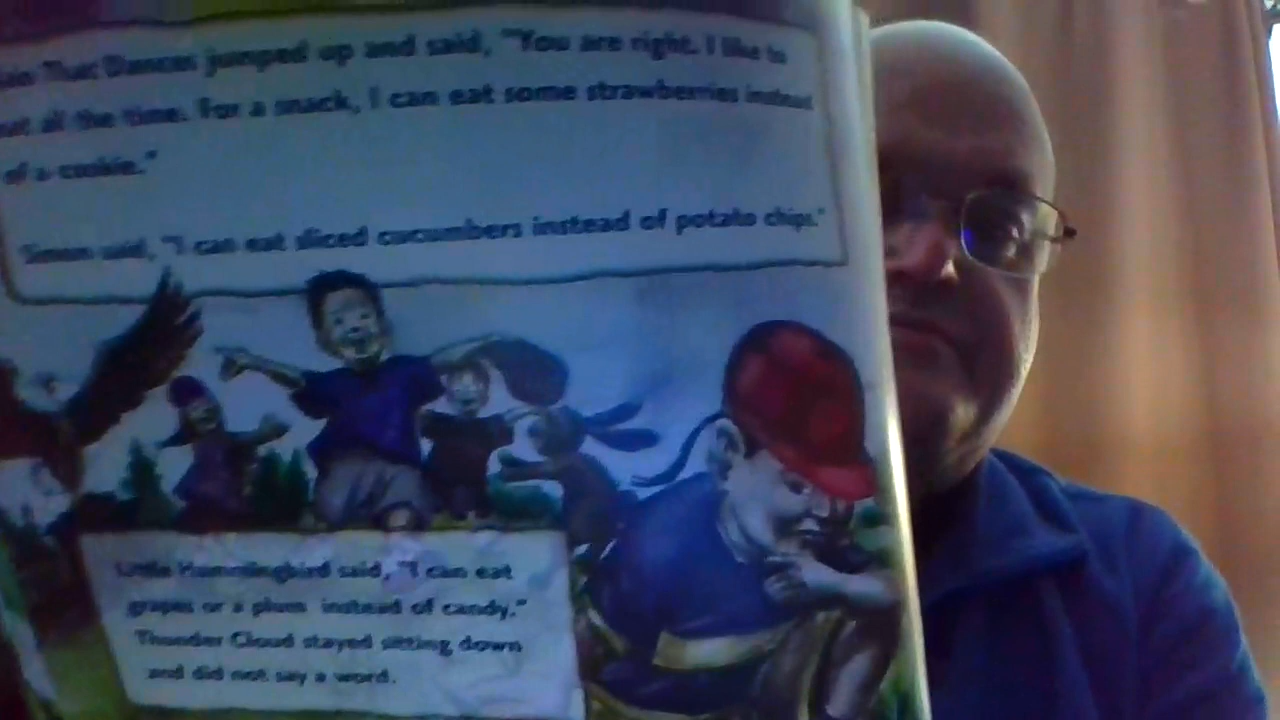 That Dances jumped up and said, "You are right. I like to
eat all the time. For a snack, I can eat some strawberries instead
of a cookie."
Simon said, "I can eat sliced cucumbers instead of potato chips."
Little Hummingbird said, "I can eat
grapes or a plum instead of candy."
Thunder Cloud stayed sitting down
and did not say a word.